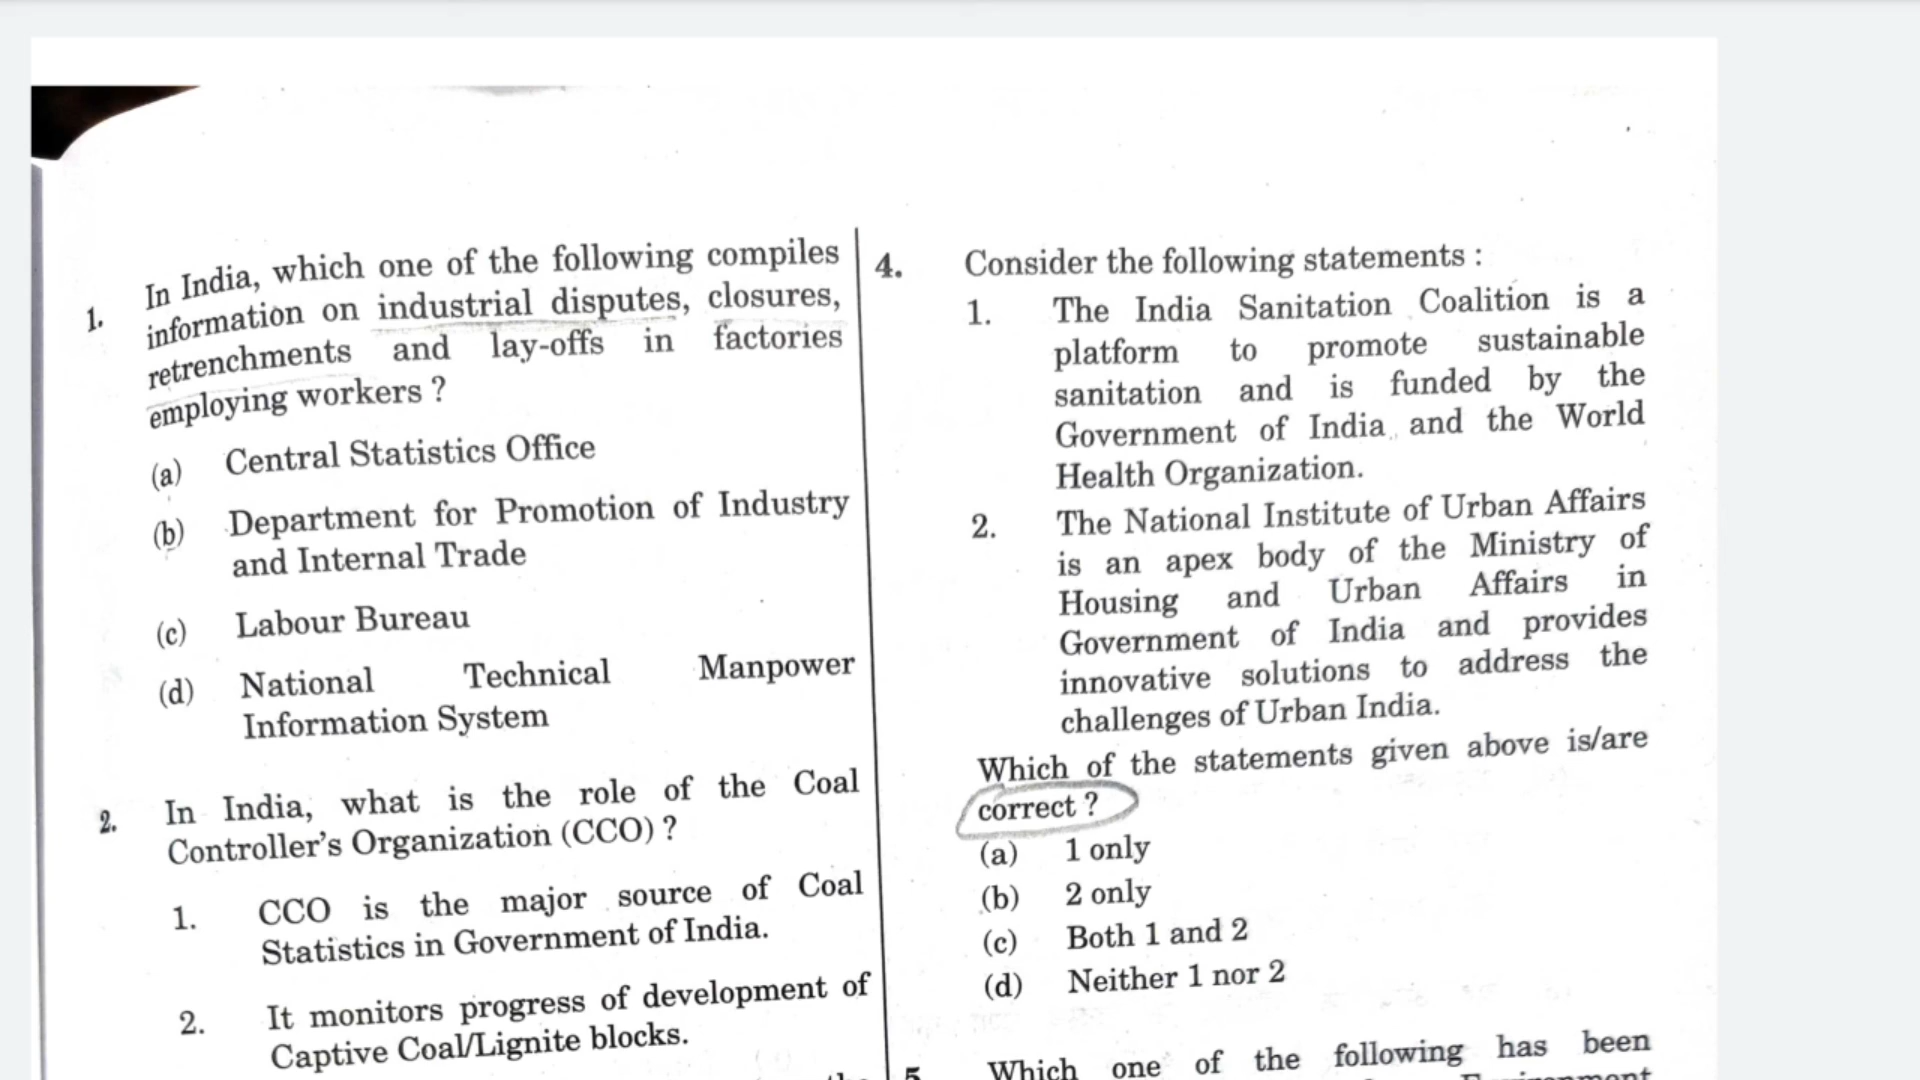 1. In India, which one of the following compiles
information on industrial disputes, closures,
retrenchments and lay-offs in factories
employing workers ?
(a) Central Statistics Office
(b) Department for Promotion of Industry
and Internal Trade
(c) Labour Bureau
(d) National Technical Manpower
Information System
2. In India, what is the role of the Coal
Controller's Organization (CCO) ?
1. CCO is the major source of Coal
Statistics in Government of India.
2. It monitors progress of development of
Captive Coal/Lignite blocks.
4. Consider the following statements :
1. The India Sanitation Coalition is a
platform to promote sustainable
sanitation and is funded by the
Government of India and the World
Health Organization.
2. The National Institute of Urban Affairs
is an apex body of the Ministry of
Housing and Urban Affairs in
Government of India and provides
innovative solutions to address the
challenges of Urban India.
Which of the statements given above is/are
correct ?
(a) 1 only
(b) 2 only
(c) Both 1 and 2
(d) Neither 1 nor 2
5. Which one of the following has been